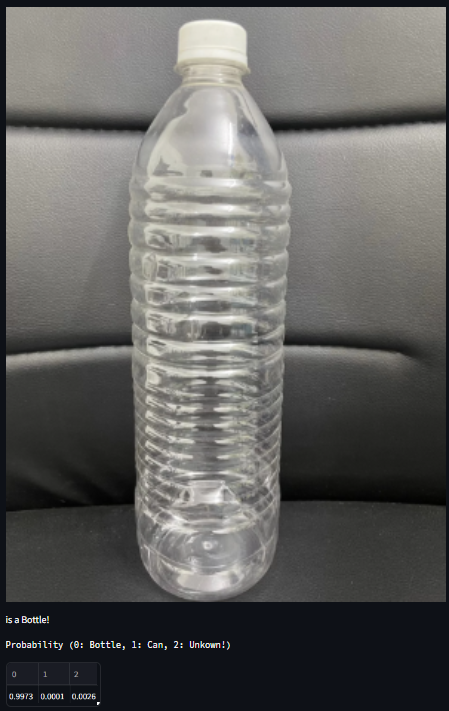 is a Bottle!
Probability (0: Bottle, 1: Can, 2: Unkown!)
0 1 2
0.9973 0.0001 0.0026